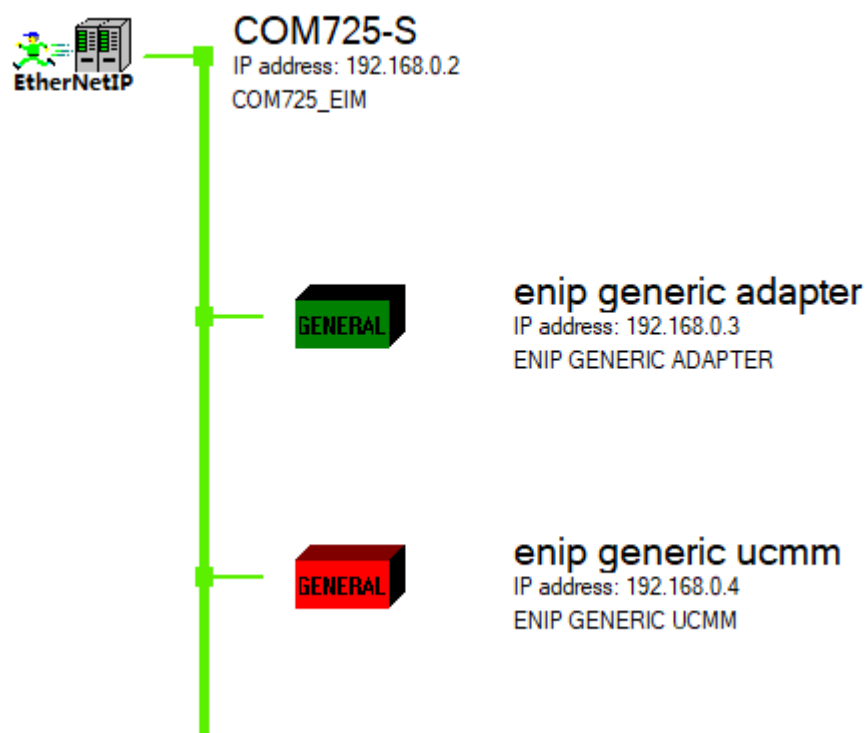 COM725-S
IP address: 192.168.0.2
EtherNetIP
COM725_EIM
enip generic adapter
IP address: 192.168.0.3
GENERAL
ENIP GENERIC ADAPTER
enip generic ucmm
IP address: 192.168.0.4
GENERAL
ENIP GENERIC UCMM